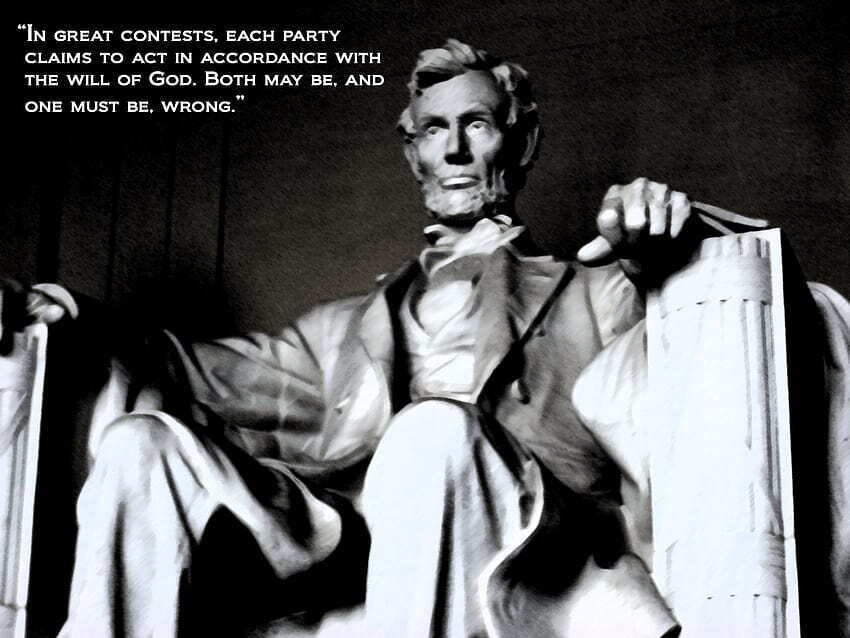 “In great contests, each party
claims to act in accordance with
the will of God. Both may be, and
one must be, wrong.”